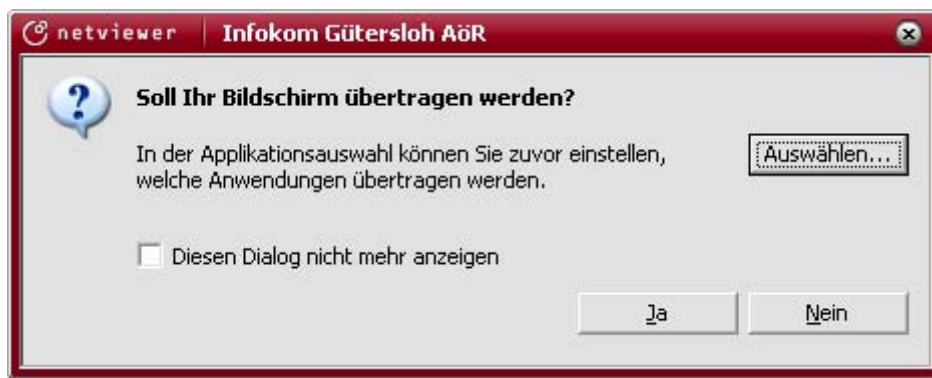 netviewer Infokom Gütersloh AöR
Soll Ihr Bildschirm übertragen werden?
In der Applikationsauswahl können Sie zuvor einstellen,
welche Anwendungen übertragen werden.
Auswählen...
Diesen Dialog nicht mehr anzeigen
Ja Nein